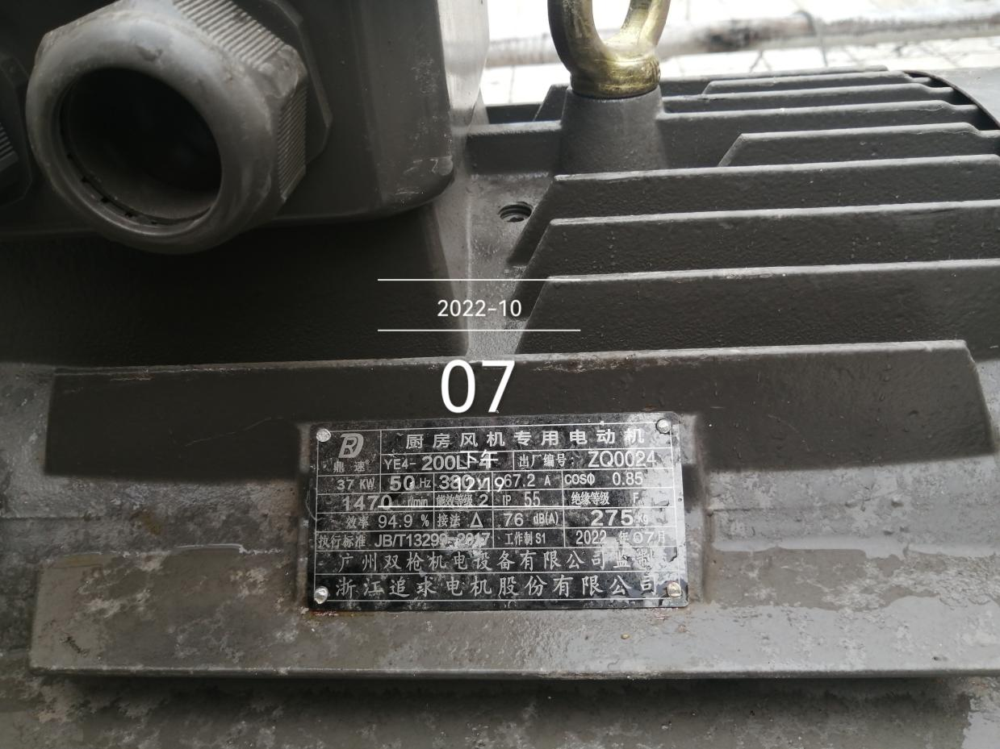 2022-10
07
下午
12:19
厨房风机专用电动机
鼎速 YE4-200L-4 出厂编号: ZQ0024
37 KW 50 Hz 380 V 67.2 A COSΦ 0.85
1470 r/min 能效等级 2 IP 55 绝缘等级 F
效率 94.9 % 接法 △ 76 dB(A) 275 Kg
执行标准 JB/T13299-2017 工作制 S1 2022 年 07 月
广州双枪机电设备有限公司监制
浙江追求电机股份有限公司